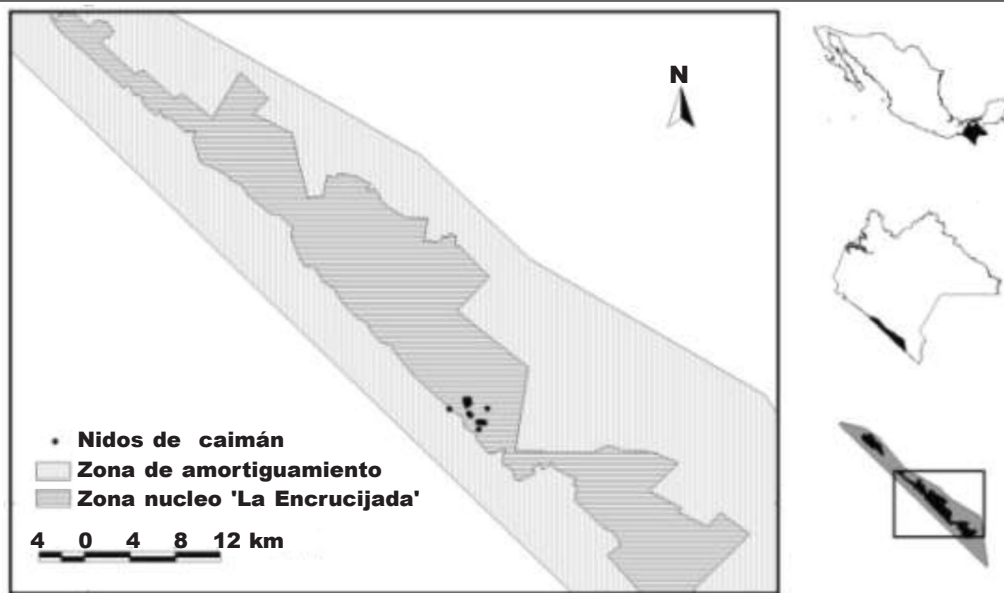 N
Nidos de caimán
Zona de amortiguamiento
Zona nucleo 'La Encrucijada'
4 0 4 8 12 km